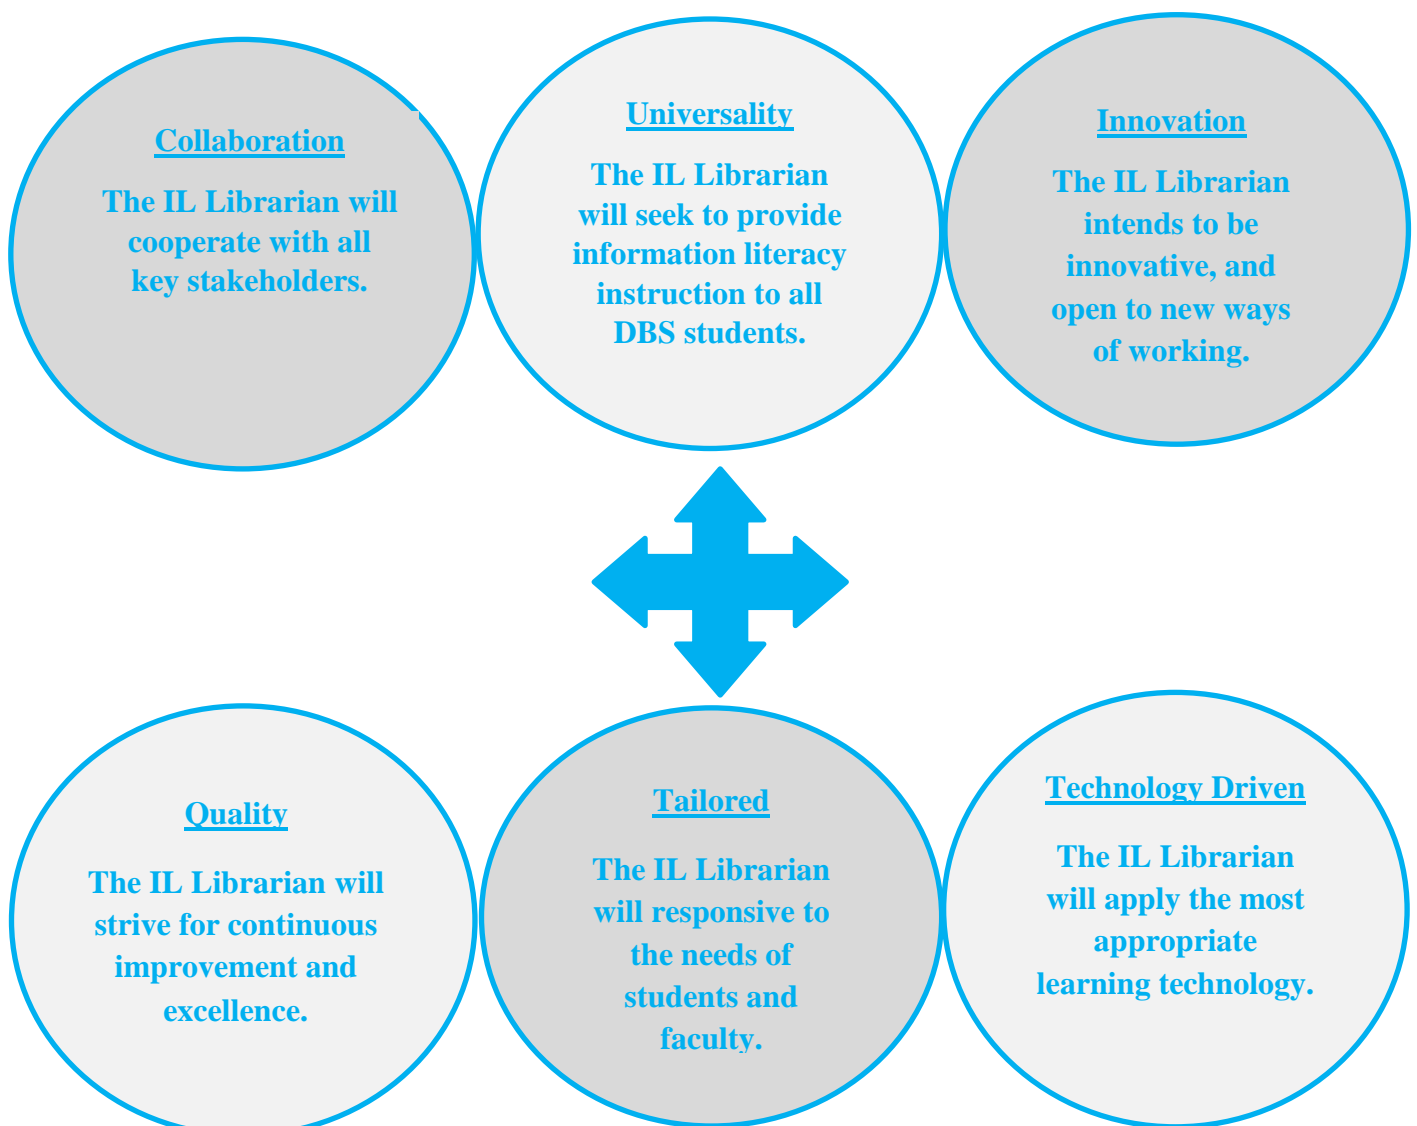 Collaboration
The IL Librarian will
cooperate with all
key stakeholders.
Universality
The IL Librarian
will seek to provide
information literacy
instruction to all
DBS students.
Innovation
The IL Librarian
intends to be
innovative, and
open to new ways
of working.
Quality
The IL Librarian will
strive for continuous
improvement and
excellence.
Tailored
The IL Librarian
will responsive to
the needs of
students and
faculty.
Technology Driven
The IL Librarian
will apply the most
appropriate
learning technology.